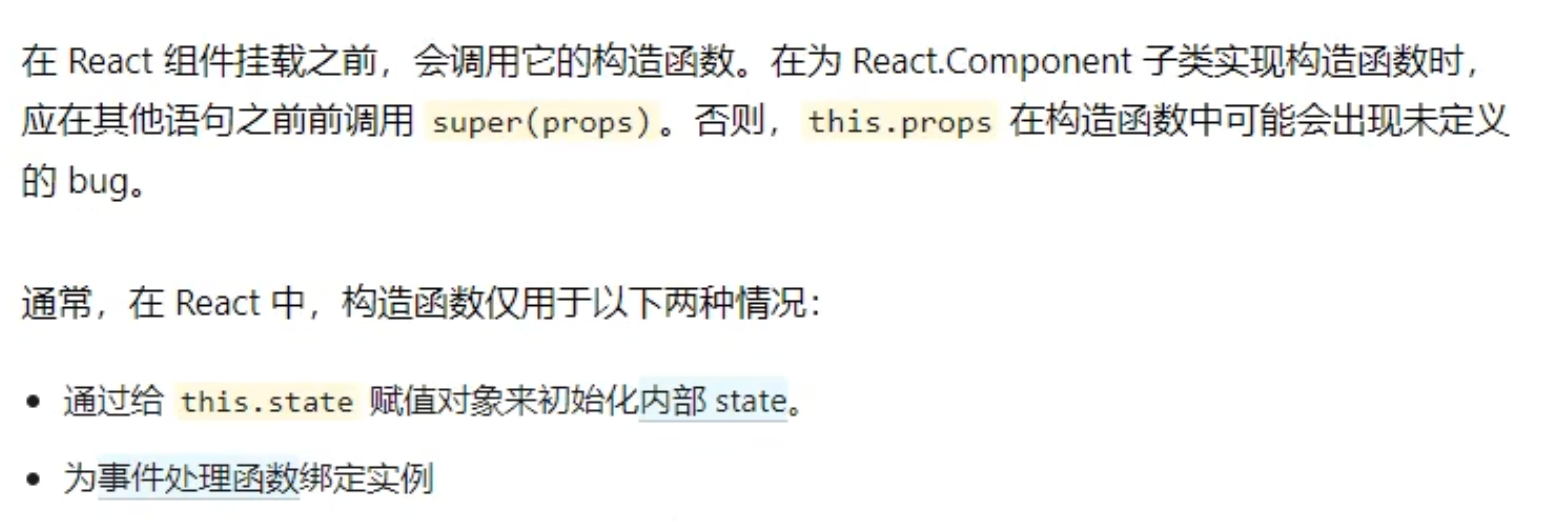 在 React 组件挂载之前，会调用它的构造函数。在为 React.Component 子类实现构造函数时，
应在其他语句之前前调用 super(props)。否则，this.props 在构造函数中可能会出现未定义
的 bug。
通常，在 React 中，构造函数仅用于以下两种情况：
• 通过给 this.state 赋值对象来初始化内部 state。
• 为事件处理函数绑定实例